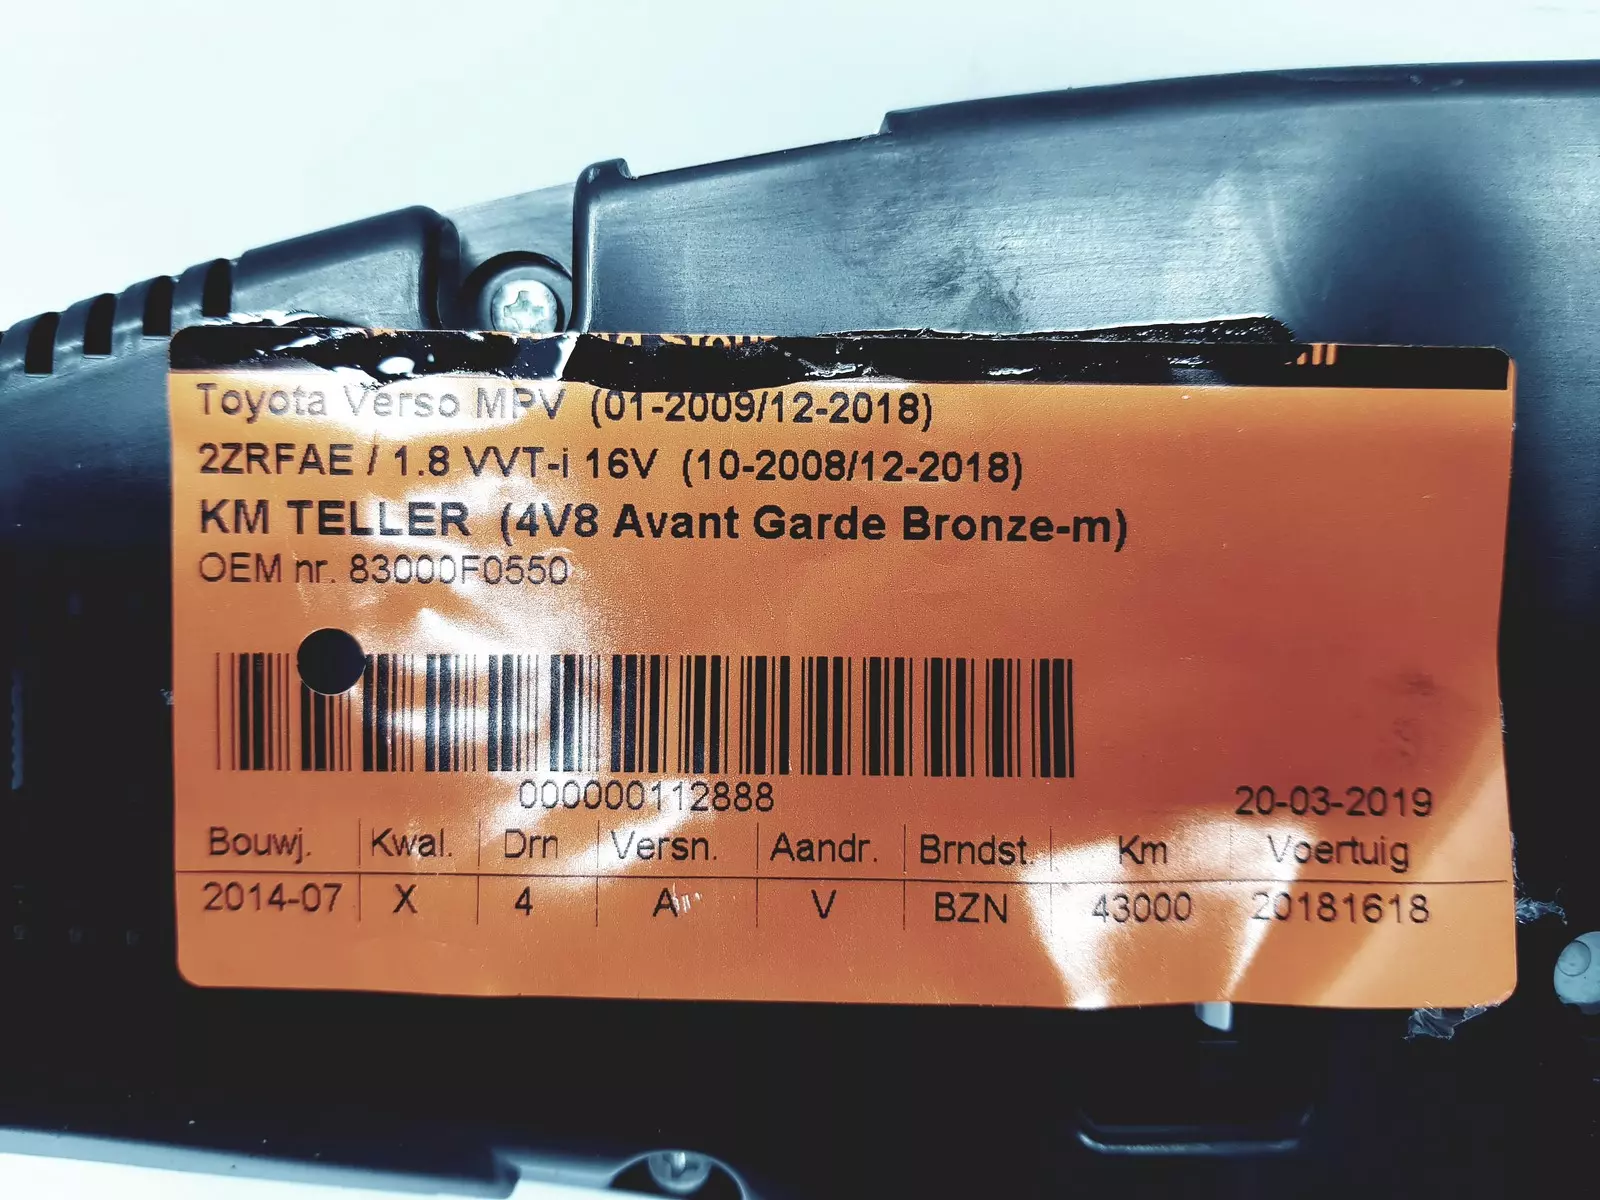 Toyota Verso MPV (01-2009/12-2018)
2ZRFAE / 1.8 VVT-i 16V (10-2008/12-2018)
KM TELLER (4V8 Avant Garde Bronze-m)
OEM nr. 83000F0550
000000112888
20-03-2019
Bouwj. Kwal. Drn Versn. Aandr. Brndst. Km Voertuig
2014-07 X 4 A V BZN 43000 20181618